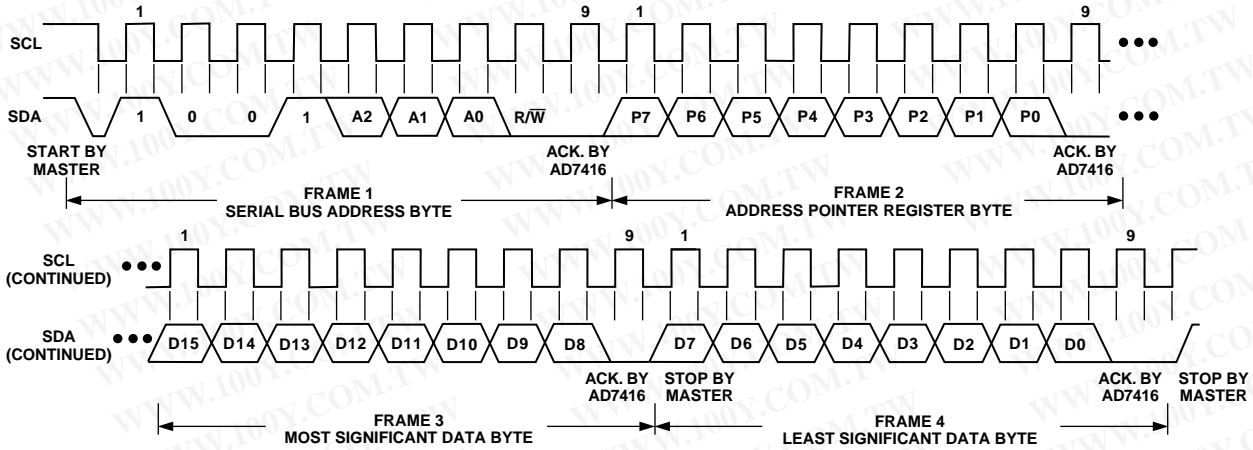 1 9 1 9
SCL
SDA 1 0 0 1 A2 A1 A0 R/W̅ P7 P6 P5 P4 P3 P2 P1 P0
START BY MASTER
ACK. BY AD7416
ACK. BY AD7416
FRAME 1
SERIAL BUS ADDRESS BYTE
FRAME 2
ADDRESS POINTER REGISTER BYTE
1 9 1 9
SCL
(CONTINUED)
SDA
(CONTINUED)
D15 D14 D13 D12 D11 D10 D9 D8 D7 D6 D5 D4 D3 D2 D1 D0
ACK. BY AD7416
STOP BY MASTER
ACK. BY AD7416
STOP BY MASTER
FRAME 3
MOST SIGNIFICANT DATA BYTE
FRAME 4
LEAST SIGNIFICANT DATA BYTE
WWW.100Y.COM.TW